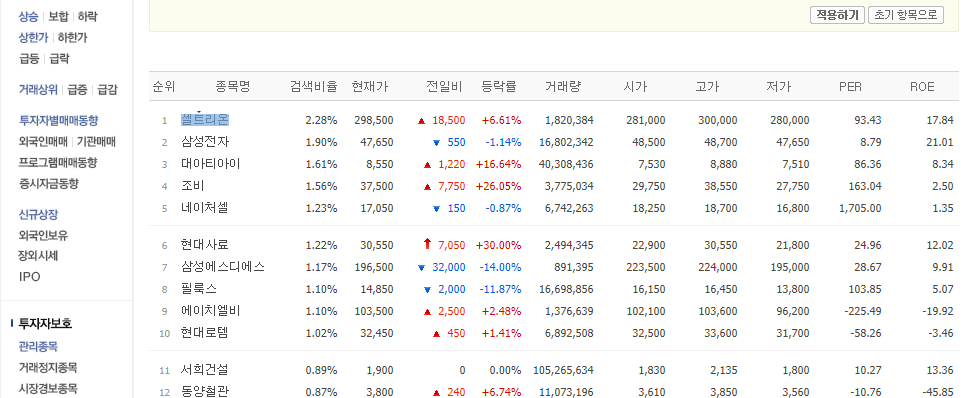 상승 보합 하락
상한가 하한가
급등 급락
거래상위 급증 급감
투자자별매매동향
외국인매매 기관매매
프로그램매매동향
증시자금동향
신규상장
외국인보유
장외시세
IPO
투자자보호
관리종목
거래정지종목
시장경보종목
적용하기 초기 항목으로
순위 종목명 검색비율 현재가 전일비 등락률 거래량 시가 고가 저가 PER ROE
1 셀트리온 2.28% 298,500 ▲ 18,500 +6.61% 1,820,384 281,000 300,000 280,000 93.43 17.84
2 삼성전자 1.90% 47,650 ▼ 550 -1.14% 16,802,342 48,500 48,700 47,650 8.79 21.01
3 대아티아이 1.61% 8,550 ▲ 1,220 +16.64% 40,308,436 7,530 8,880 7,510 86.36 8.34
4 조비 1.56% 37,500 ▲ 7,750 +26.05% 3,775,034 29,750 38,550 27,750 163.04 2.50
5 네이처셀 1.23% 17,050 ▼ 150 -0.87% 6,742,263 18,250 18,700 16,800 1,705.00 1.35
6 현대사료 1.22% 30,550 ↑ 7,050 +30.00% 2,494,345 22,900 30,550 21,800 24.96 12.02
7 삼성에스디에스 1.17% 196,500 ▼ 32,000 -14.00% 891,395 223,500 224,000 195,000 28.67 9.91
8 필룩스 1.10% 14,850 ▼ 2,000 -11.87% 16,698,856 16,150 16,450 13,800 103.85 5.07
9 에이치엘비 1.10% 103,500 ▲ 2,500 +2.48% 1,376,639 102,100 103,600 96,200 -225.49 -19.92
10 현대로템 1.02% 32,450 ▲ 450 +1.41% 6,892,508 32,500 33,600 31,700 -58.26 -3.46
11 서희건설 0.89% 1,900 0 0.00% 105,265,634 1,830 2,135 1,800 10.27 13.36
12 동양철관 0.87% 3,800 ▲ 240 +6.74% 11,073,196 3,610 3,850 3,560 -10.76 -45.85